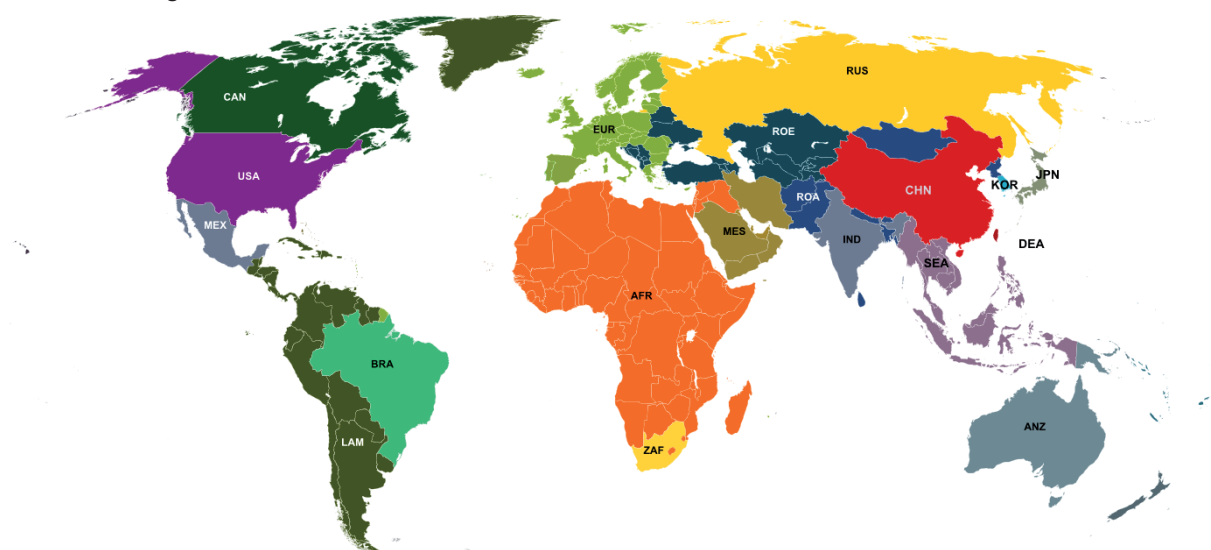 RUS
CAN
EUR
ROE
USA
KOR
JPN
CHN
ROA
MEX
MES
IND
DEA
SEA
AFR
BRA
ANZ
LAM
ZAF